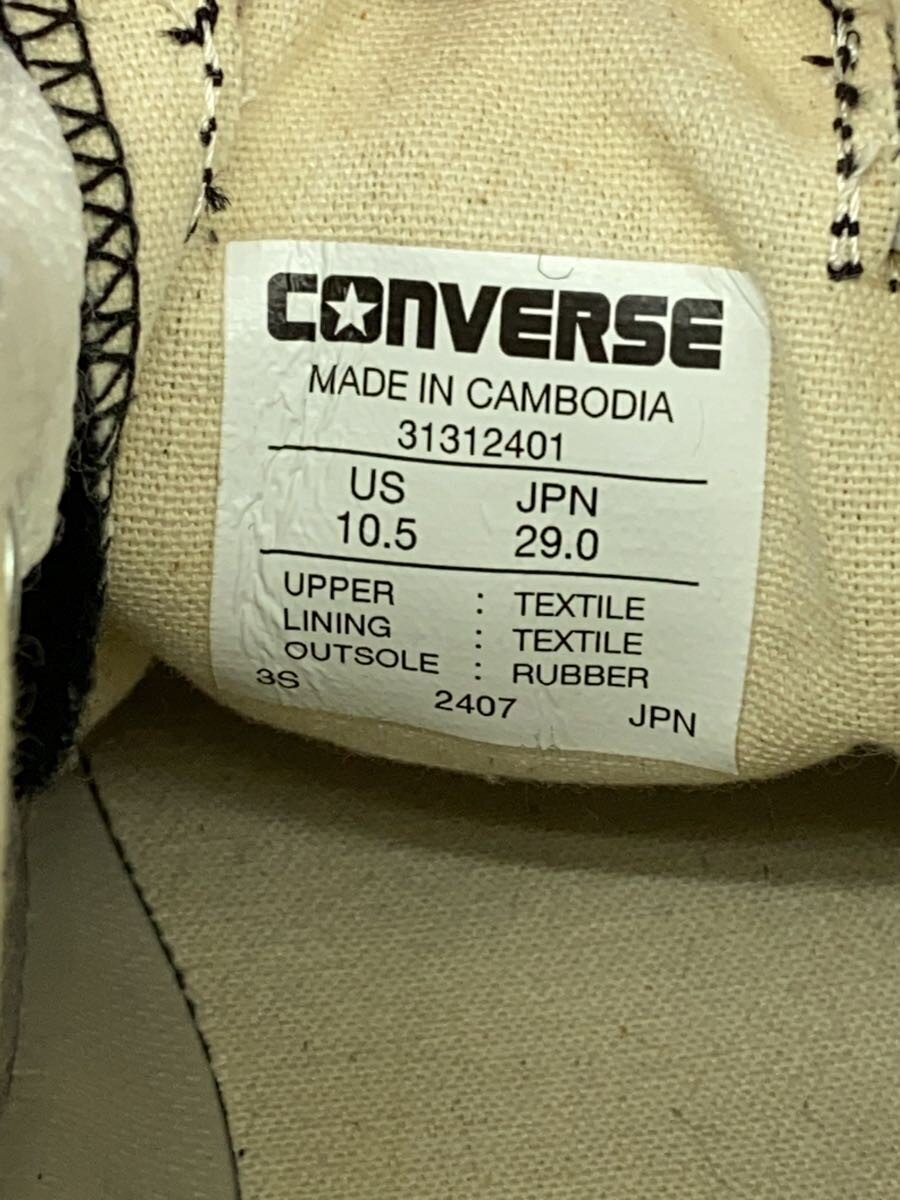 CONVERSE
MADE IN CAMBODIA
31312401
US JPN
10.5 29.0
UPPER : TEXTILE
LINING : TEXTILE
OUTSOLE : RUBBER
3S 2407 JPN